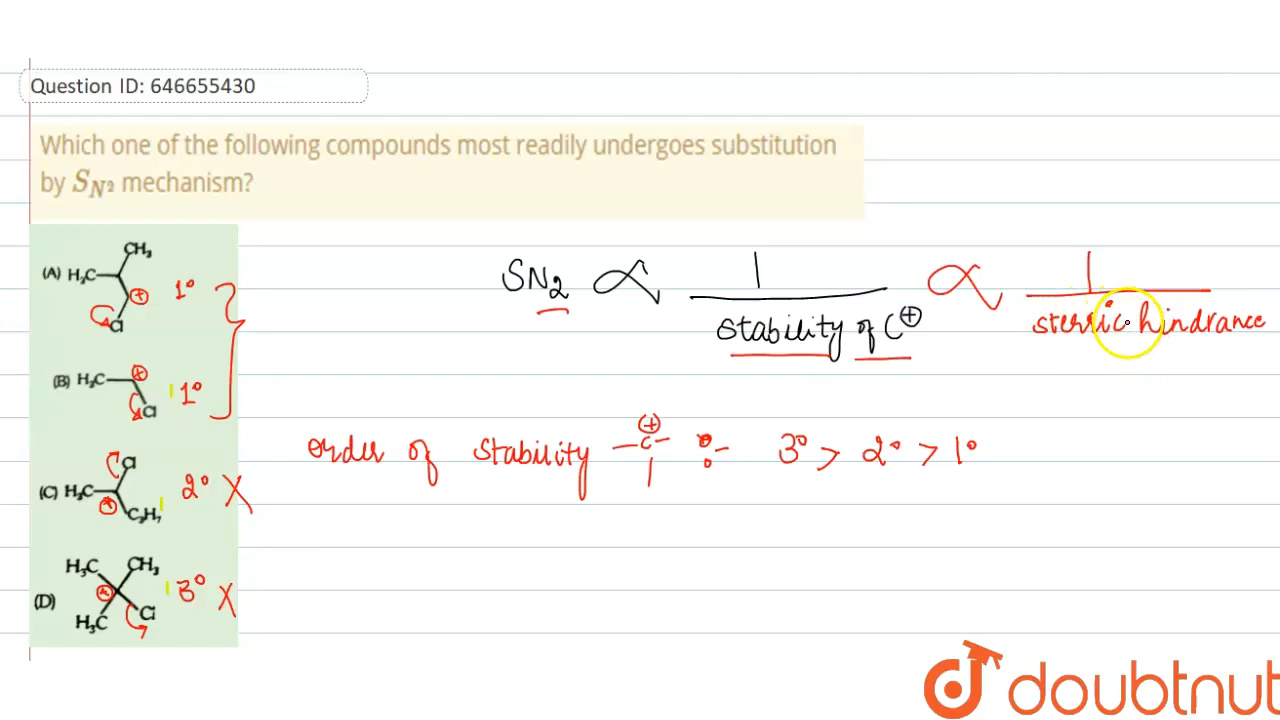 Question ID: 646655430
Which one of the following compounds most readily undergoes substitution
by S_N² mechanism?
(A) H₃C CH₃ ⊕ Cl 1°
(B) H₃C ⊕ Cl 1°
(C) H₃C Cl ⊕ C₃H₇ 2° X
(D) H₃C CH₃ H₃C ⊕ Cl 3° X
SN2 ∝ 1 / stability of C⊕ ∝ 1 / sterric hindrance
order of stability –C⊕– :- 3° > 2° > 1°
doubtnut